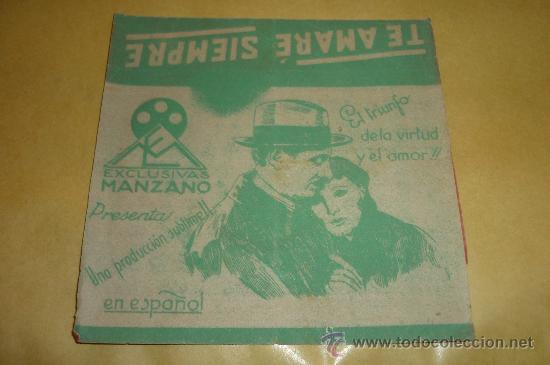 TE AMARÉ SIEMPRE
El triunfo
de la virtud
y el amor!!
EM
EXCLUSIVAS
MANZANO
Presenta
Una producción sublime!!
en español
www.todocoleccion.net